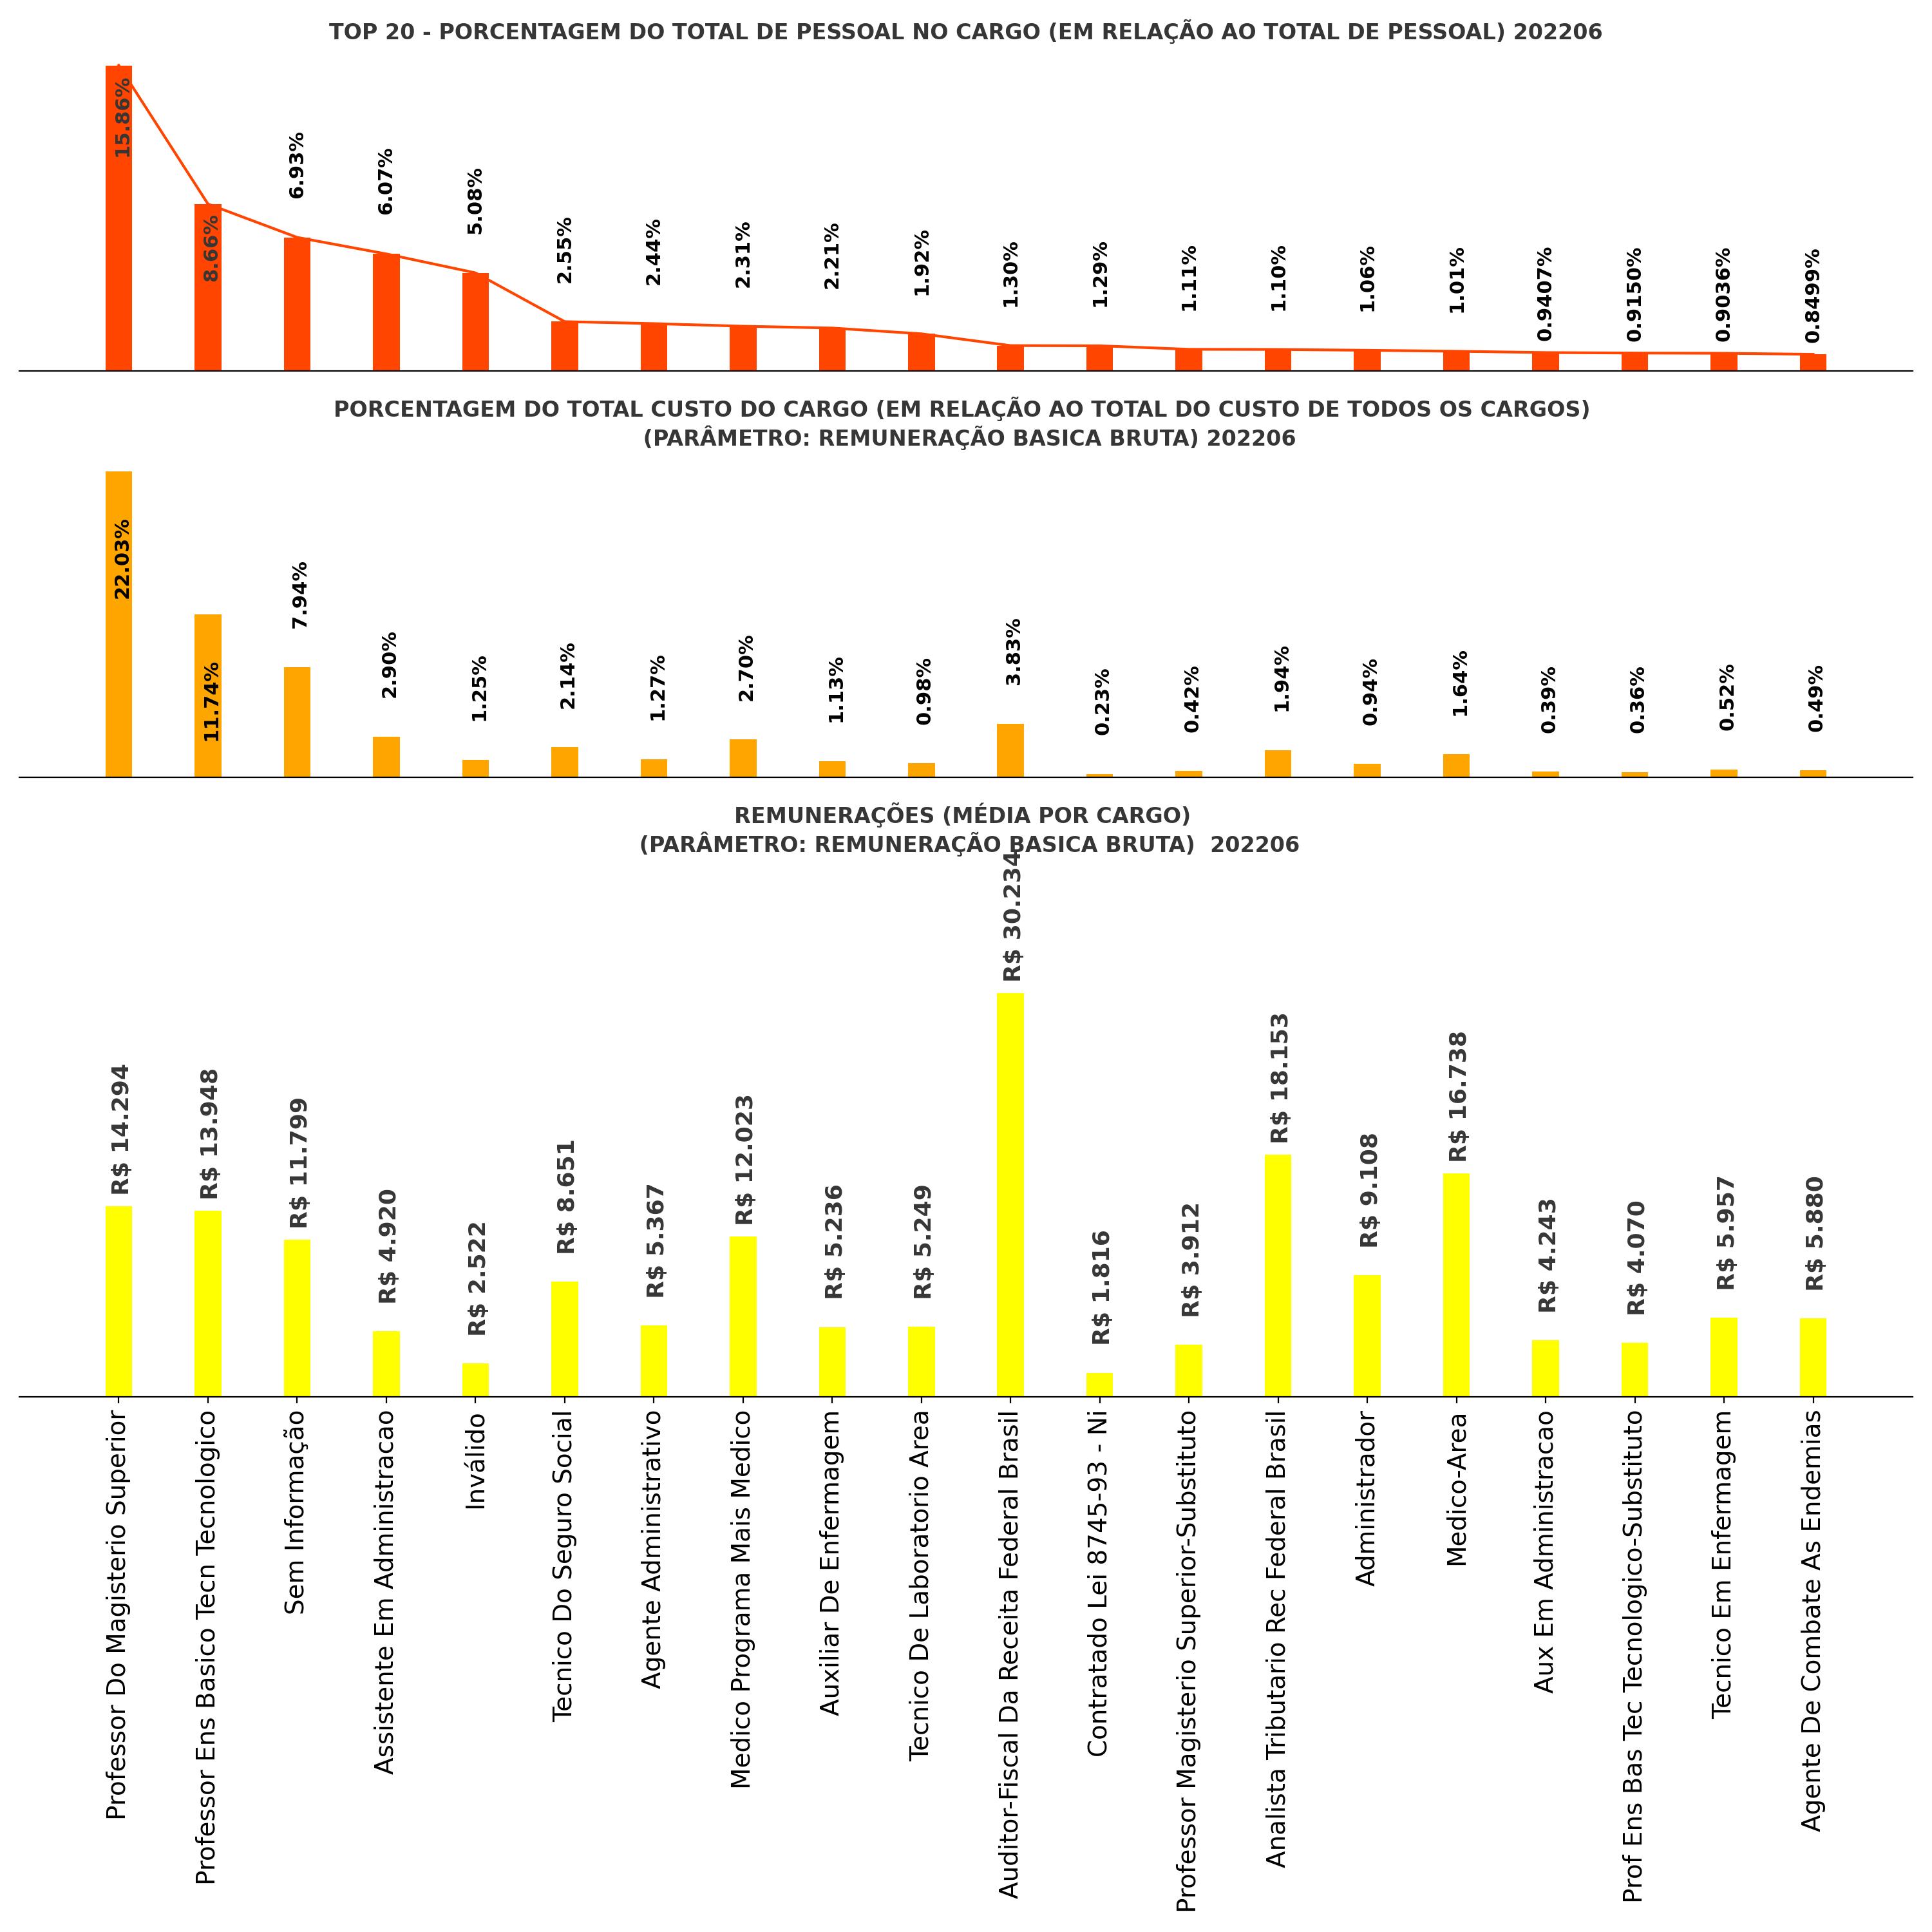 TOP 20 - PORCENTAGEM DO TOTAL DE PESSOAL NO CARGO (EM RELAÇÃO AO TOTAL DE PESSOAL) 202206
15.86%
8.66%
6.93%
6.07%
5.08%
2.55%
2.44%
2.31%
2.21%
1.92%
1.30%
1.29%
1.11%
1.10%
1.06%
1.01%
0.9407%
0.9150%
0.9036%
0.8499%
PORCENTAGEM DO TOTAL CUSTO DO CARGO (EM RELAÇÃO AO TOTAL DO CUSTO DE TODOS OS CARGOS)
(PARÂMETRO: REMUNERAÇÃO BASICA BRUTA) 202206
22.03%
11.74%
7.94%
2.90%
1.25%
2.14%
1.27%
2.70%
1.13%
0.98%
3.83%
0.23%
0.42%
1.94%
0.94%
1.64%
0.39%
0.36%
0.52%
0.49%
REMUNERAÇÕES (MÉDIA POR CARGO)
(PARÂMETRO: REMUNERAÇÃO BASICA BRUTA)  202206
R$ 14.294
R$ 13.948
R$ 11.799
R$ 4.920
R$ 2.522
R$ 8.651
R$ 5.367
R$ 12.023
R$ 5.236
R$ 5.249
R$ 30.234
R$ 1.816
R$ 3.912
R$ 18.153
R$ 9.108
R$ 16.738
R$ 4.243
R$ 4.070
R$ 5.957
R$ 5.880
Professor Do Magisterio Superior
Professor Ens Basico Tecn Tecnologico
Sem Informação
Assistente Em Administracao
Inválido
Tecnico Do Seguro Social
Agente Administrativo
Medico Programa Mais Medico
Auxiliar De Enfermagem
Tecnico De Laboratorio Area
Auditor-Fiscal Da Receita Federal Brasil
Contratado Lei 8745-93 - Ni
Professor Magisterio Superior-Substituto
Analista Tributario Rec Federal Brasil
Administrador
Medico-Area
Aux Em Administracao
Prof Ens Bas Tec Tecnologico-Substituto
Tecnico Em Enfermagem
Agente De Combate As Endemias